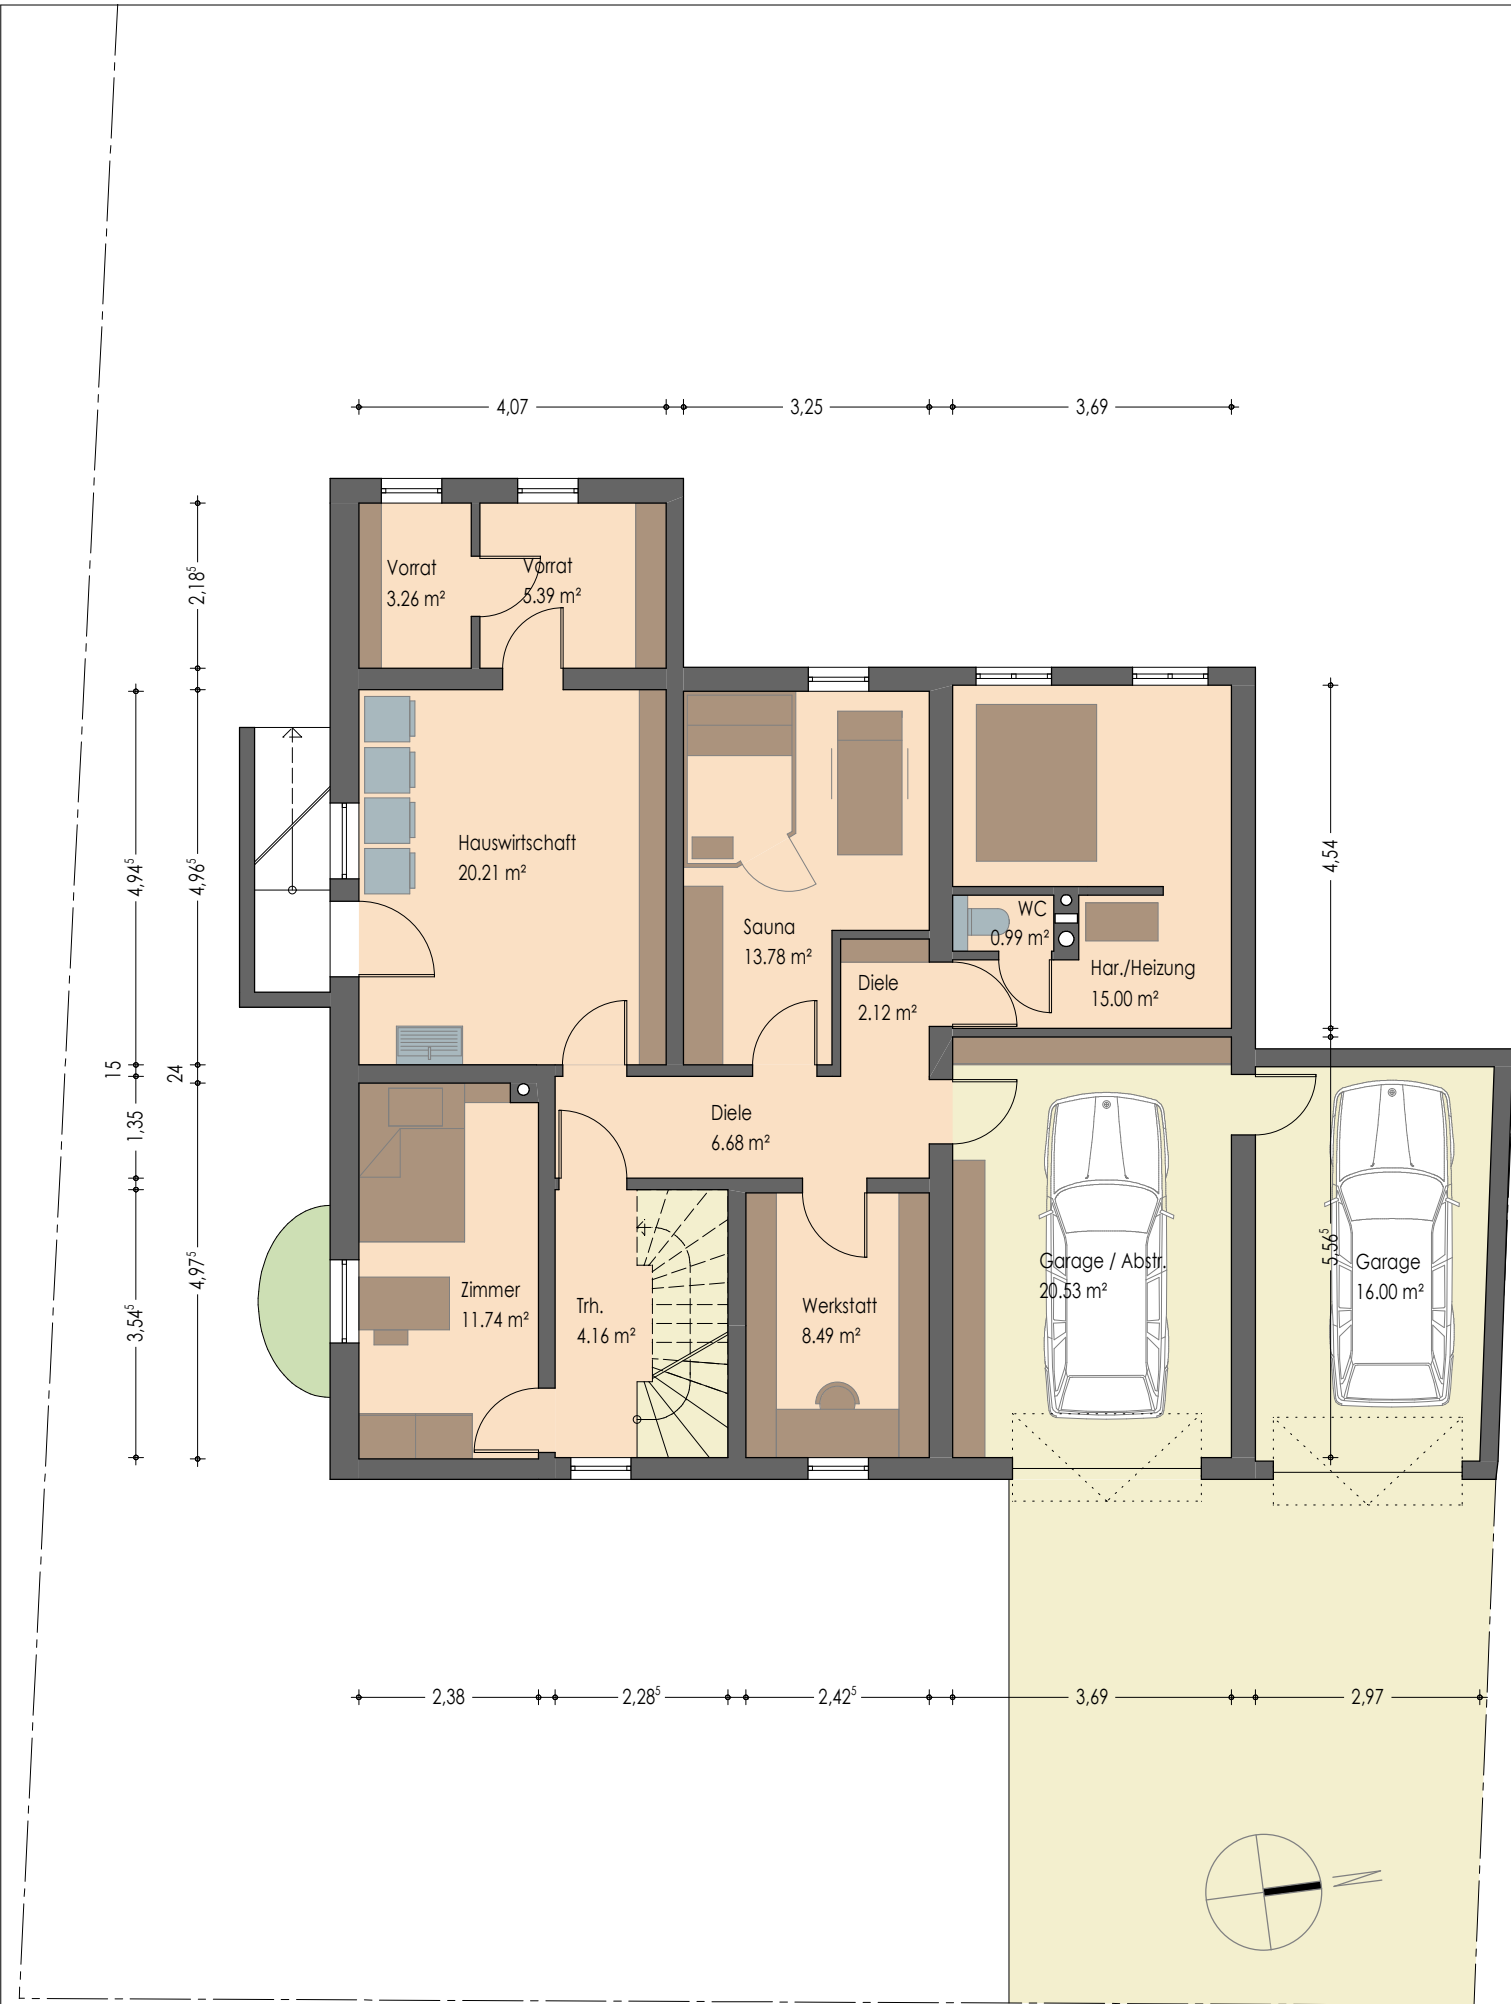 4,07
3,25
3,69
2,18⁵
Vorrat
3.26 m²
Vorrat
5.39 m²
4,94⁵
4,96⁵
4,54
Hauswirtschaft
20.21 m²
Sauna
13.78 m²
WC
0.99 m²
Har./Heizung
15.00 m²
Diele
2.12 m²
15
24
1,35
Diele
6.68 m²
4,97⁵
3,54⁵
5,56⁵
Zimmer
11.74 m²
Trh.
4.16 m²
Werkstatt
8.49 m²
Garage / Abstr.
20.53 m²
Garage
16.00 m²
2,38
2,28⁵
2,42⁵
3,69
2,97
N